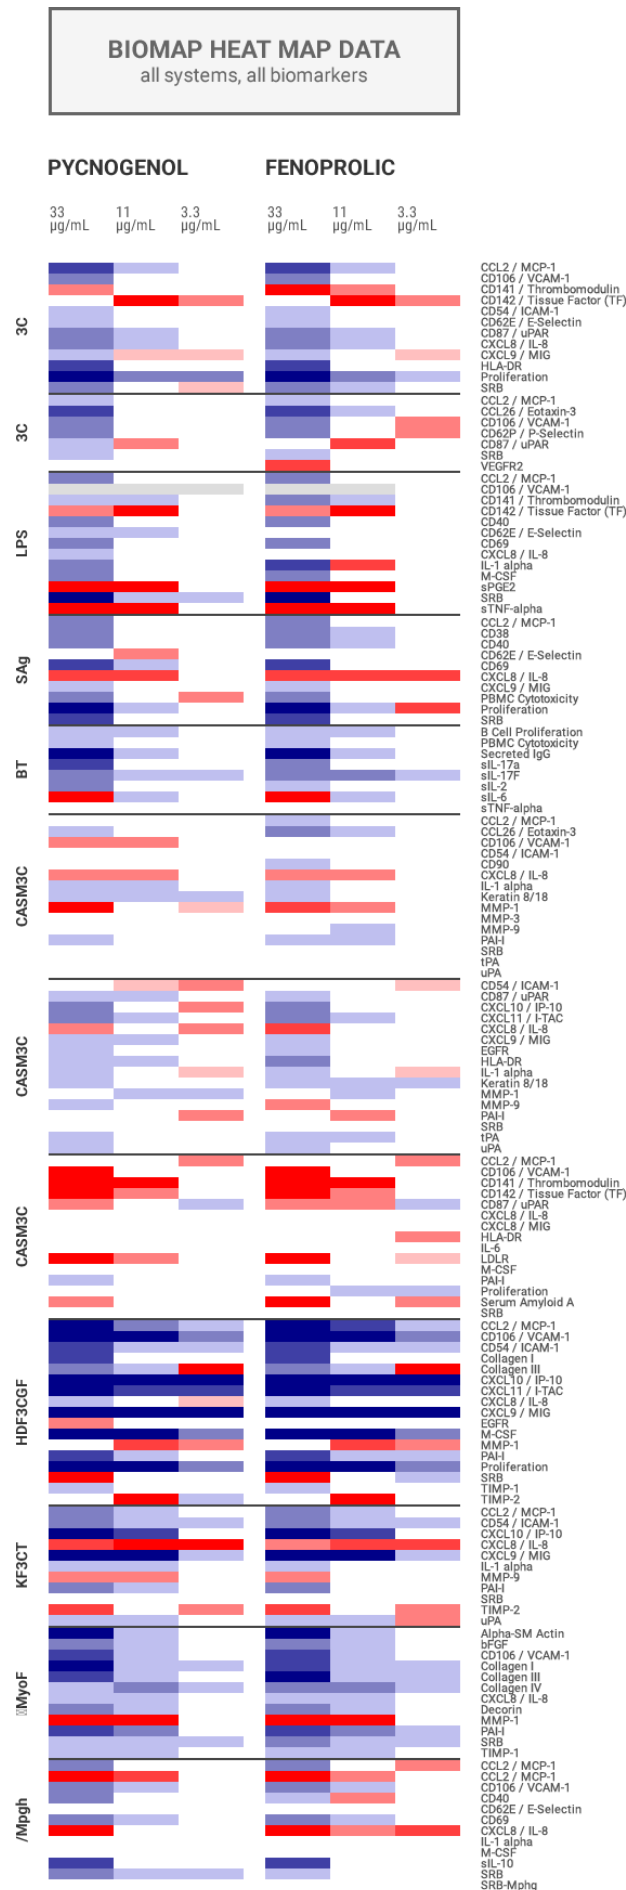 BIOMAP HEAT MAP DATA
all systems, all biomarkers
PYCNOGENOL
FENOPROLIC
33 µg/mL
11 µg/mL
3.3 µg/mL
33 µg/mL
11 µg/mL
3.3 µg/mL
3C
CCL2 / MCP-1
CD106 / VCAM-1
CD141 / Thrombomodulin
CD142 / Tissue Factor (TF)
CD54 / ICAM-1
CD62E / E-Selectin
CD87 / uPAR
CXCL8 / IL-8
CXCL9 / MIG
HLA-DR
Proliferation
SRB
3C
CCL2 / MCP-1
CCL26 / Eotaxin-3
CD106 / VCAM-1
CD62P / P-Selectin
CD87 / uPAR
SRB
VEGFR2
LPS
CCL2 / MCP-1
CD106 / VCAM-1
CD141 / Thrombomodulin
CD142 / Tissue Factor (TF)
CD40
CD62E / E-Selectin
CD69
CXCL8 / IL-8
IL-1 alpha
M-CSF
sPGE2
SRB
sTNF-alpha
SAg
CCL2 / MCP-1
CD38
CD40
CD62E / E-Selectin
CD69
CXCL8 / IL-8
CXCL9 / MIG
PBMC Cytotoxicity
Proliferation
SRB
BT
B Cell Proliferation
PBMC Cytotoxicity
Secreted IgG
sIL-17a
sIL-17F
sIL-2
sIL-6
sTNF-alpha
CASM3C
CCL2 / MCP-1
CCL26 / Eotaxin-3
CD106 / VCAM-1
CD54 / ICAM-1
CD90
CXCL8 / IL-8
IL-1 alpha
Keratin 8/18
MMP-1
MMP-3
MMP-9
PAI-I
SRB
tPA
uPA
CASM3C
CD54 / ICAM-1
CD87 / uPAR
CXCL10 / IP-10
CXCL11 / I-TAC
CXCL8 / IL-8
CXCL9 / MIG
EGFR
HLA-DR
IL-1 alpha
Keratin 8/18
MMP-1
MMP-9
PAI-I
SRB
tPA
uPA
CASM3C
CCL2 / MCP-1
CD106 / VCAM-1
CD141 / Thrombomodulin
CD142 / Tissue Factor (TF)
CD87 / uPAR
CXCL8 / IL-8
CXCL8 / MIG
HLA-DR
IL-6
LDLR
M-CSF
PAI-I
Proliferation
Serum Amyloid A
SRB
HDF3CGF
CCL2 / MCP-1
CD106 / VCAM-1
CD54 / ICAM-1
Collagen I
Collagen III
CXCL10 / IP-10
CXCL11 / I-TAC
CXCL8 / IL-8
CXCL9 / MIG
EGFR
M-CSF
MMP-1
PAI-I
Proliferation
SRB
TIMP-1
TIMP-2
KF3CT
CCL2 / MCP-1
CD54 / ICAM-1
CXCL10 / IP-10
CXCL8 / IL-8
CXCL9 / MIG
IL-1 alpha
MMP-9
PAI-I
SRB
TIMP-2
uPA
MyoF
Alpha-SM Actin
bFGF
CD106 / VCAM-1
Collagen I
Collagen III
Collagen IV
CXCL8 / IL-8
Decorin
MMP-1
PAI-I
SRB
TIMP-1
/Mpgh
CCL2 / MCP-1
CCL2 / MCP-1
CD106 / VCAM-1
CD40
CD62E / E-Selectin
CD69
CXCL8 / IL-8
IL-1 alpha
M-CSF
sIL-10
SRB
SRB-Mphg